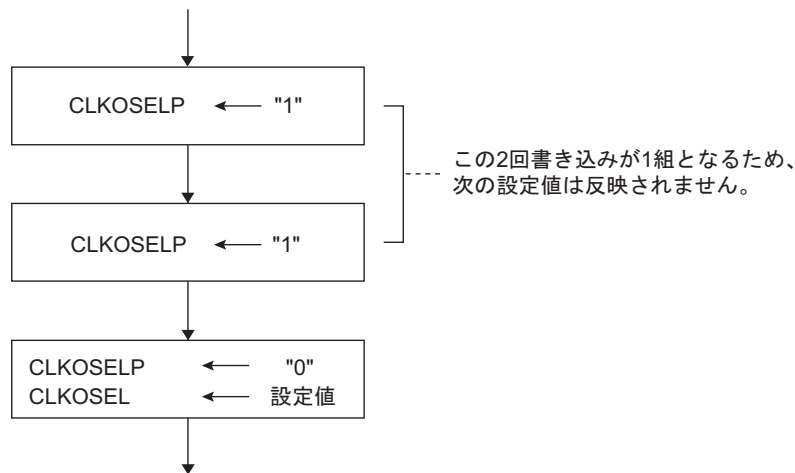 CLKOSELP ← "1"
この2回書き込みが1組となるため、
次の設定値は反映されません。
CLKOSELP ← "1"
CLKOSELP ← "0"
CLKOSEL ← 設定値